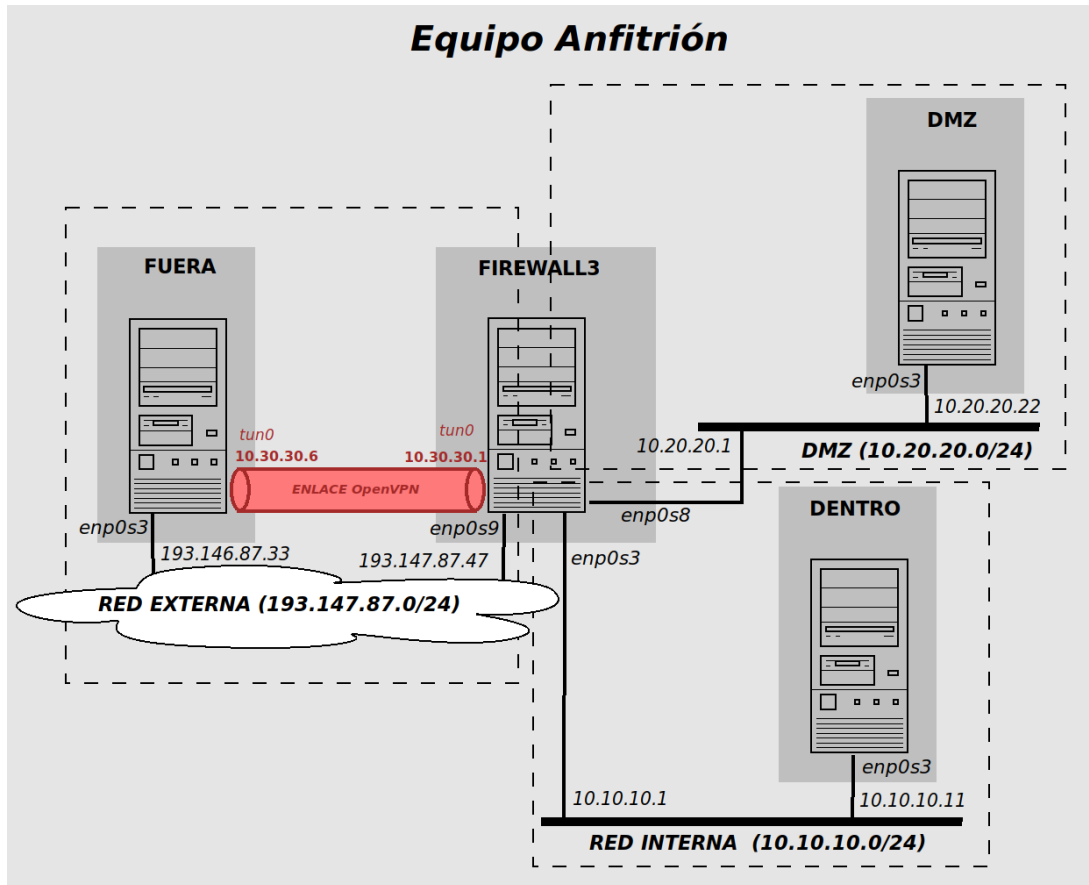 Equipo Anfitrión
DMZ
FUERA
FIREWALL3
enp0s3
10.20.20.22
tun0
tun0
10.30.30.6
10.30.30.1
10.20.20.1
DMZ (10.20.20.0/24)
ENLACE OpenVPN
enp0s8
DENTRO
enp0s3
enp0s9
193.146.87.33
193.147.87.47
enp0s3
RED EXTERNA (193.147.87.0/24)
enp0s3
10.10.10.1
10.10.10.11
RED INTERNA (10.10.10.0/24)